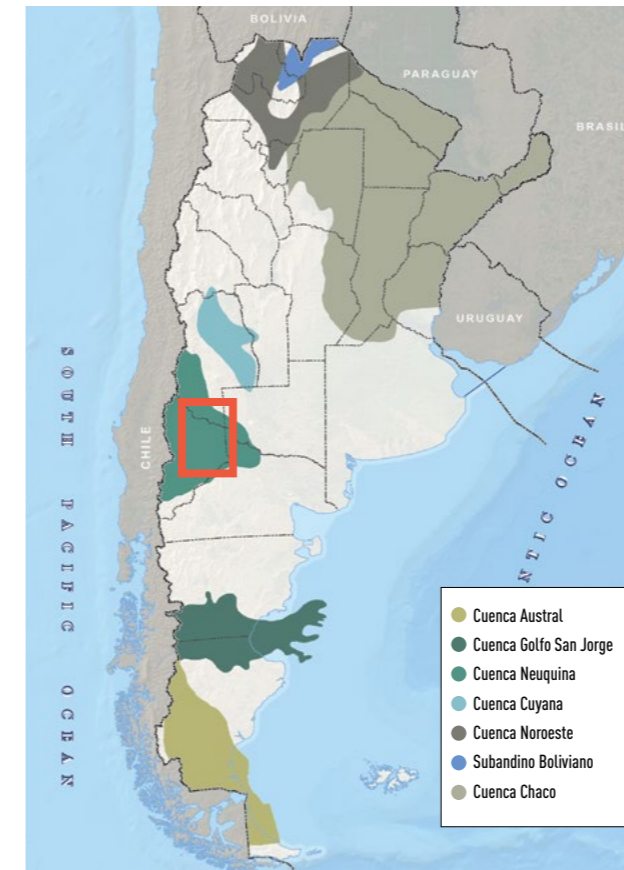 BOLIVIA
PARAGUAY
BRASIL
URUGUAY
CHILE
SOUTH PACIFIC OCEAN
NTIC OCEAN
Cuenca Austral
Cuenca Golfo San Jorge
Cuenca Neuquina
Cuenca Cuyana
Cuenca Noroeste
Subandino Boliviano
Cuenca Chaco